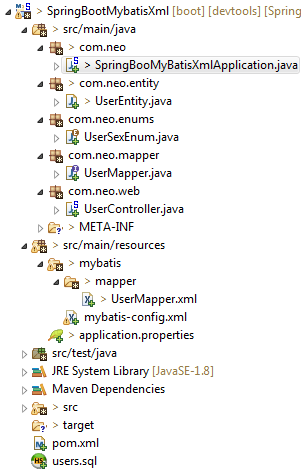 > SpringBootMybatisXml [boot] [devtools] [Spring
> src/main/java
> com.neo
> SpringBooMyBatisXmlApplication.java
> com.neo.entity
> UserEntity.java
com.neo.enums
UserSexEnum.java
com.neo.mapper
UserMapper.java
com.neo.web
UserController.java
> META-INF
> src/main/resources
> mybatis
> mapper
> UserMapper.xml
mybatis-config.xml
> application.properties
src/test/java
JRE System Library [JavaSE-1.8]
Maven Dependencies
> src
> target
pom.xml
users.sql